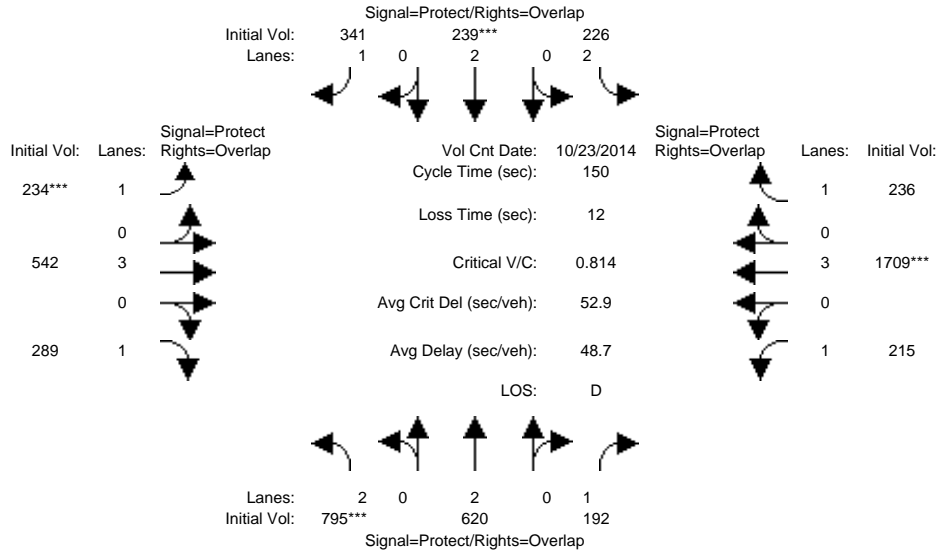 Signal=Protect/Rights=Overlap
Initial Vol: 341 239*** 226
Lanes: 1 0 2 0 2
Signal=Protect Signal=Protect
Initial Vol: Lanes: Rights=Overlap Vol Cnt Date: 10/23/2014 Rights=Overlap Lanes: Initial Vol:
Cycle Time (sec): 150
234*** 1 1 236
Loss Time (sec): 12
0 0
542 3 Critical V/C: 0.814 3 1709***
0 Avg Crit Del (sec/veh): 52.9 0
289 1 Avg Delay (sec/veh): 48.7 1 215
LOS: D
Lanes: 2 0 2 0 1
Initial Vol: 795*** 620 192
Signal=Protect/Rights=Overlap